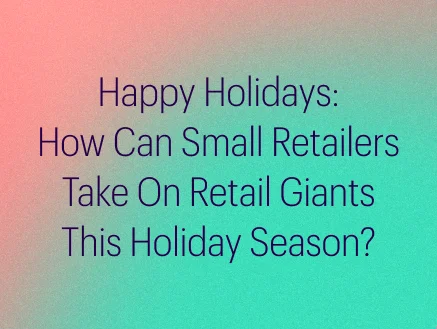 Happy Holidays:
How Can Small Retailers
Take On Retail Giants
This Holiday Season?